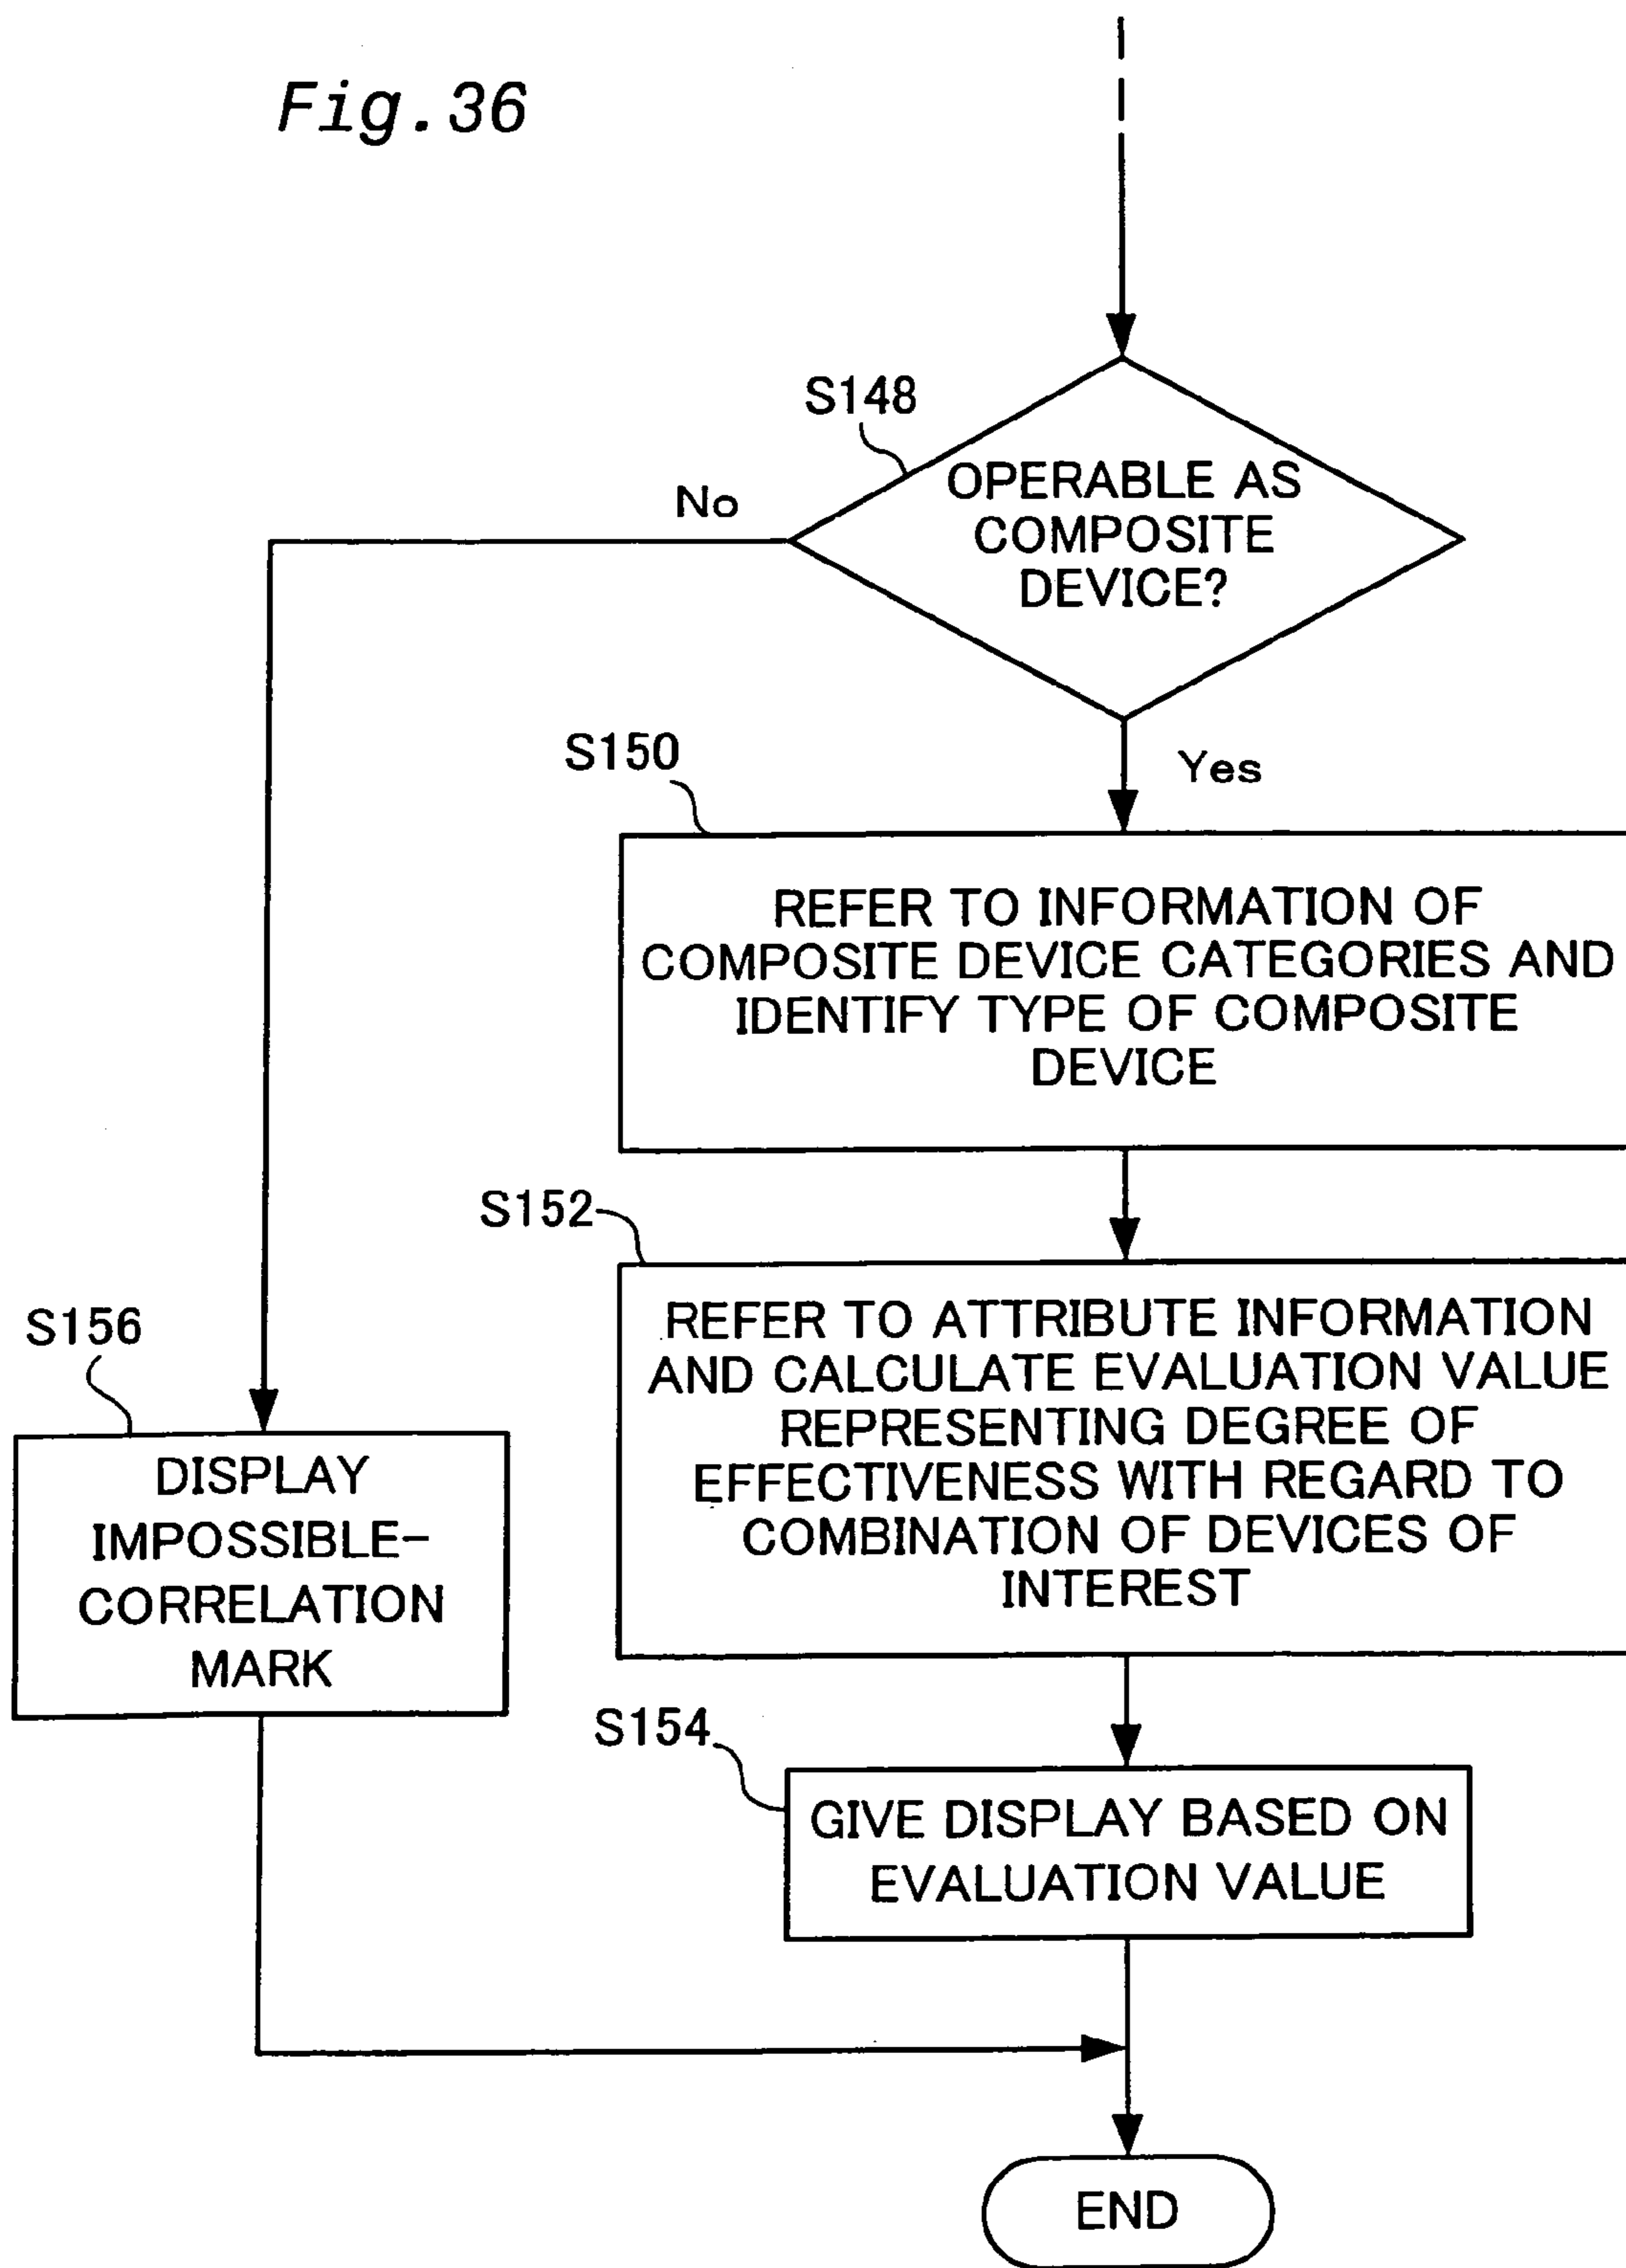 Fig.36
S148
OPERABLE AS
COMPOSITE
DEVICE?
No
Yes
S150
REFER TO INFORMATION OF
COMPOSITE DEVICE CATEGORIES AND
IDENTIFY TYPE OF COMPOSITE
DEVICE
S152
REFER TO ATTRIBUTE INFORMATION
AND CALCULATE EVALUATION VALUE
REPRESENTING DEGREE OF
EFFECTIVENESS WITH REGARD TO
COMBINATION OF DEVICES OF
INTEREST
S156
DISPLAY
IMPOSSIBLE-
CORRELATION
MARK
S154
GIVE DISPLAY BASED ON
EVALUATION VALUE
END